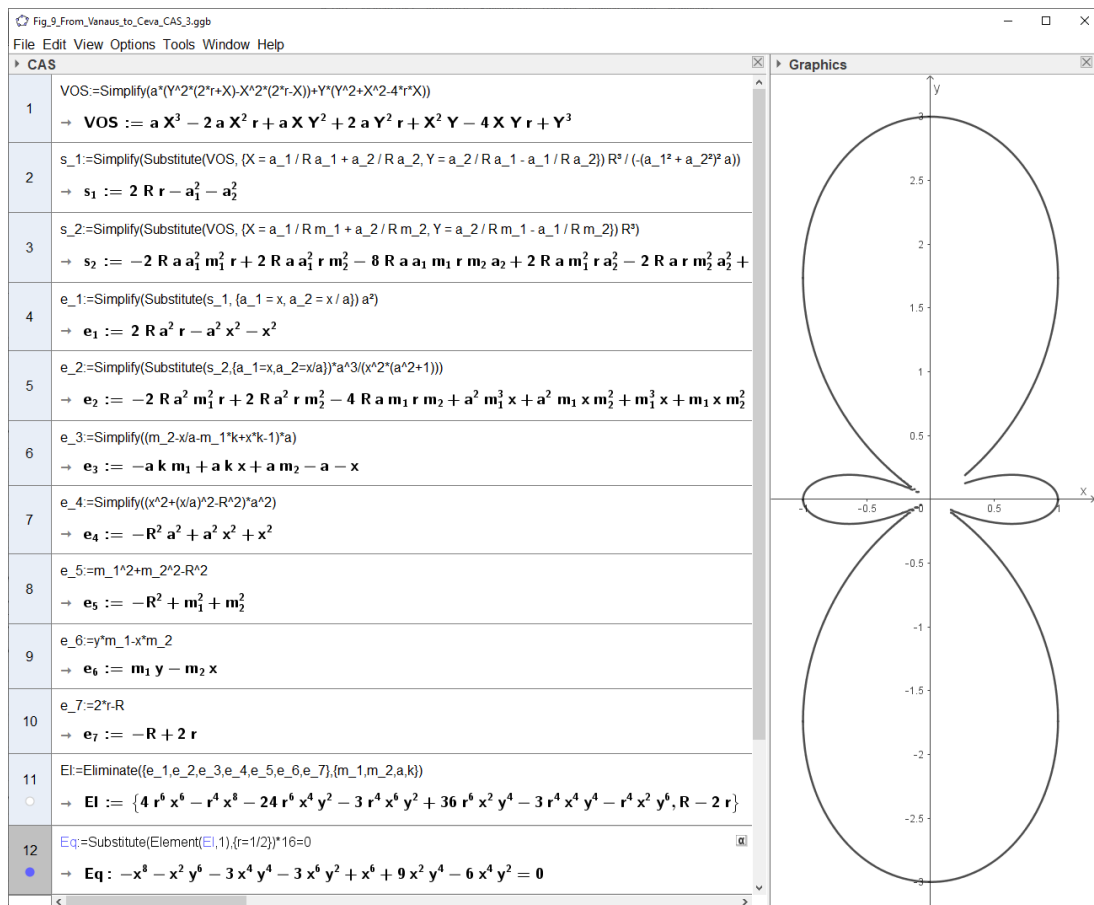 Fig_9_From_Vanaus_to_Ceva_CAS_3.ggb
File Edit View Options Tools Window Help
CAS
1
VOS:=Simplify(a*(Y^2*(2*r+X)-X^2*(2*r-X))+Y*(Y^2+X^2-4*r*X))
→ VOS := a X³ − 2 a X² r + a X Y² + 2 a Y² r + X² Y − 4 X Y r + Y³
2
s_1:=Simplify(Substitute(VOS, {X = a_1 / R a_1 + a_2 / R a_2, Y = a_2 / R a_1 - a_1 / R a_2}) R³ / (-(a_1² + a_2²)² a))
→ s₁ := 2 R r − a₁² − a₂²
3
s_2:=Simplify(Substitute(VOS, {X = a_1 / R m_1 + a_2 / R m_2, Y = a_2 / R m_1 - a_1 / R m_2}) R³)
→ s₂ := −2 R a a₁² m₁² r + 2 R a a₁² r m₂² − 8 R a a₁ m₁ r m₂ a₂ + 2 R a m₁² r a₂² − 2 R a r m₂² a₂² +
4
e_1:=Simplify(Substitute(s_1, {a_1 = x, a_2 = x / a}) a²)
→ e₁ := 2 R a² r − a² x² − x²
5
e_2:=Simplify(Substitute(s_2,{a_1=x,a_2=x/a})*a^3/(x^2*(a^2+1)))
→ e₂ := −2 R a² m₁² r + 2 R a² r m₂² − 4 R a m₁ r m₂ + a² m₁³ x + a² m₁ x m₂² + m₁³ x + m₁ x m₂²
6
e_3:=Simplify((m_2-x/a-m_1*k+x*k-1)*a)
→ e₃ := −a k m₁ + a k x + a m₂ − a − x
7
e_4:=Simplify((x^2+(x/a)^2-R^2)*a^2)
→ e₄ := −R² a² + a² x² + x²
8
e_5:=m_1^2+m_2^2-R^2
→ e₅ := −R² + m₁² + m₂²
9
e_6:=y*m_1-x*m_2
→ e₆ := m₁ y − m₂ x
10
e_7:=2*r-R
→ e₇ := −R + 2 r
11
El:=Eliminate({e_1,e_2,e_3,e_4,e_5,e_6,e_7},{m_1,m_2,a,k})
→ El := {4 r⁶ x⁶ − r⁴ x⁸ − 24 r⁶ x⁴ y² − 3 r⁴ x⁶ y² + 36 r⁶ x² y⁴ − 3 r⁴ x⁴ y⁴ − r⁴ x² y⁶, R − 2 r}
12
Eq:=Substitute(Element(El,1),{r=1/2})*16=0
α
→ Eq : −x⁸ − x² y⁶ − 3 x⁴ y⁴ − 3 x⁶ y² + x⁶ + 9 x² y⁴ − 6 x⁴ y² = 0
Graphics
y
3
2.5
2
1.5
1
0.5
x
-1 -0.5 -0 0.5 1
-0.5
-1
-1.5
-2
-2.5
-3